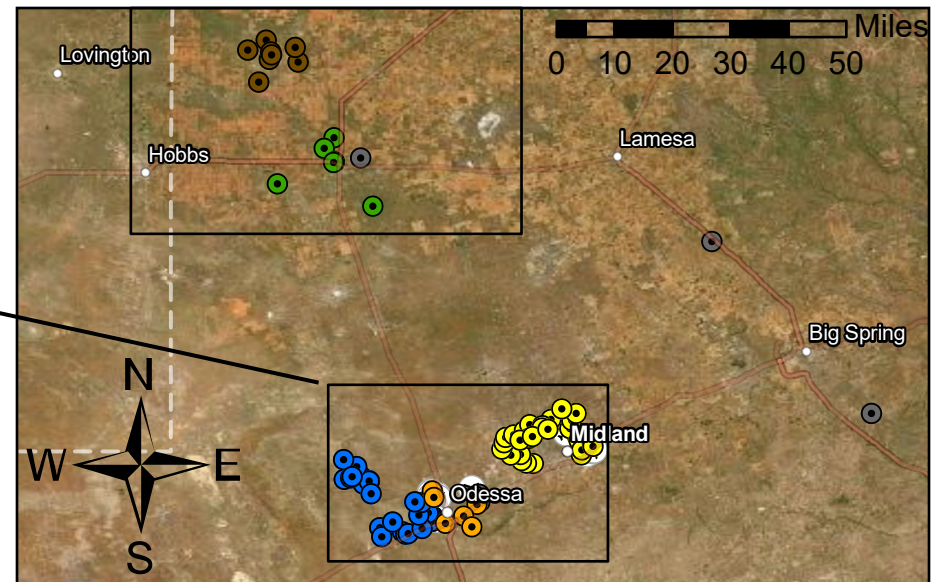 Miles
Lovington
0 10 20 30 40 50
Lamesa
Hobbs
Big Spring
N
Midland
W E
Odessa
S